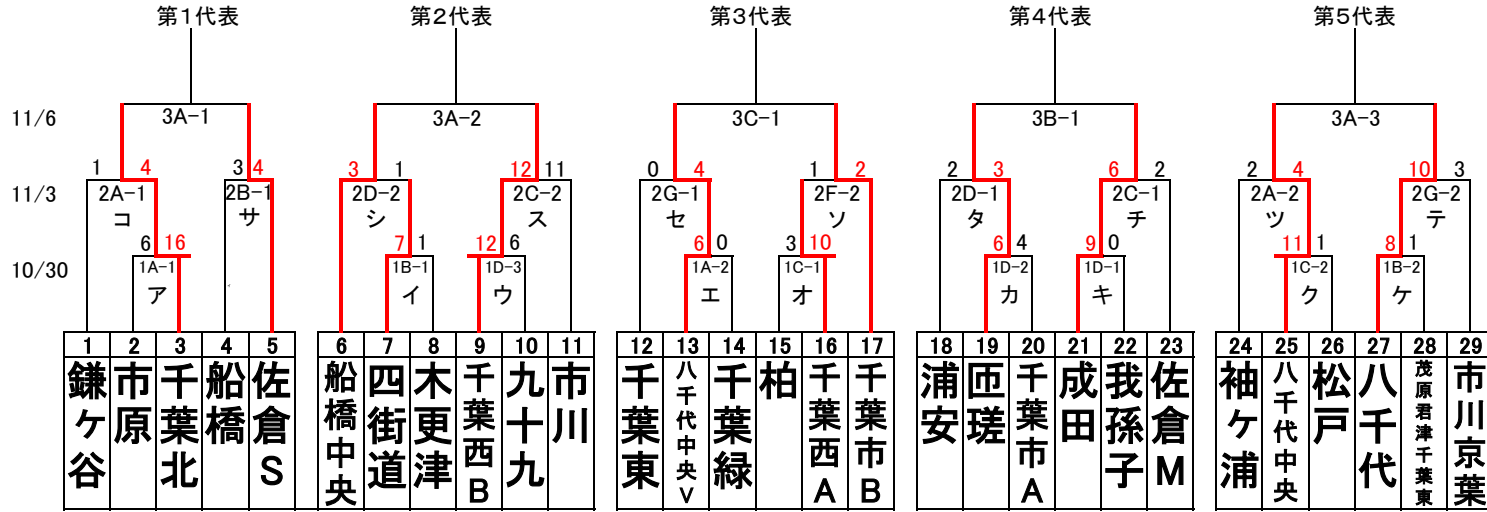 第1代表 第2代表 第3代表 第4代表 第5代表
11/6 3A-1 3A-2 3C-1 3B-1 3A-3
1 4 3 4 3 1 12 11 0 4 1 2 2 3 6 2 2 4 10 3
11/3 2A-1 2B-1 2D-2 2C-2 2G-1 2F-2 2D-1 2C-1 2A-2 2G-2
コ サ シ ス セ ソ タ チ ツ テ
6 16 7 1 12 6 6 0 3 10 6 4 9 0 11 1 8 1
10/30 1A-1 1B-1 1D-3 1A-2 1C-1 1D-2 1D-1 1C-2 1B-2
ア イ ウ エ オ カ キ ク ケ
1 2 3 4 5 6 7 8 9 10 11 12 13 14 15 16 17 18 19 20 21 22 23 24 25 26 27 28 29
鎌ヶ谷
市原
千葉北
船橋
佐倉S
船橋中央
四街道
木更津
千葉西B
九十九
市川
千葉東
八千代中央V
千葉緑
柏
千葉西A
千葉市B
浦安
匝瑳
千葉市A
成田
我孫子
佐倉M
袖ヶ浦
八千代中央
松戸
八千代
茂原君津千葉東
市川京葉